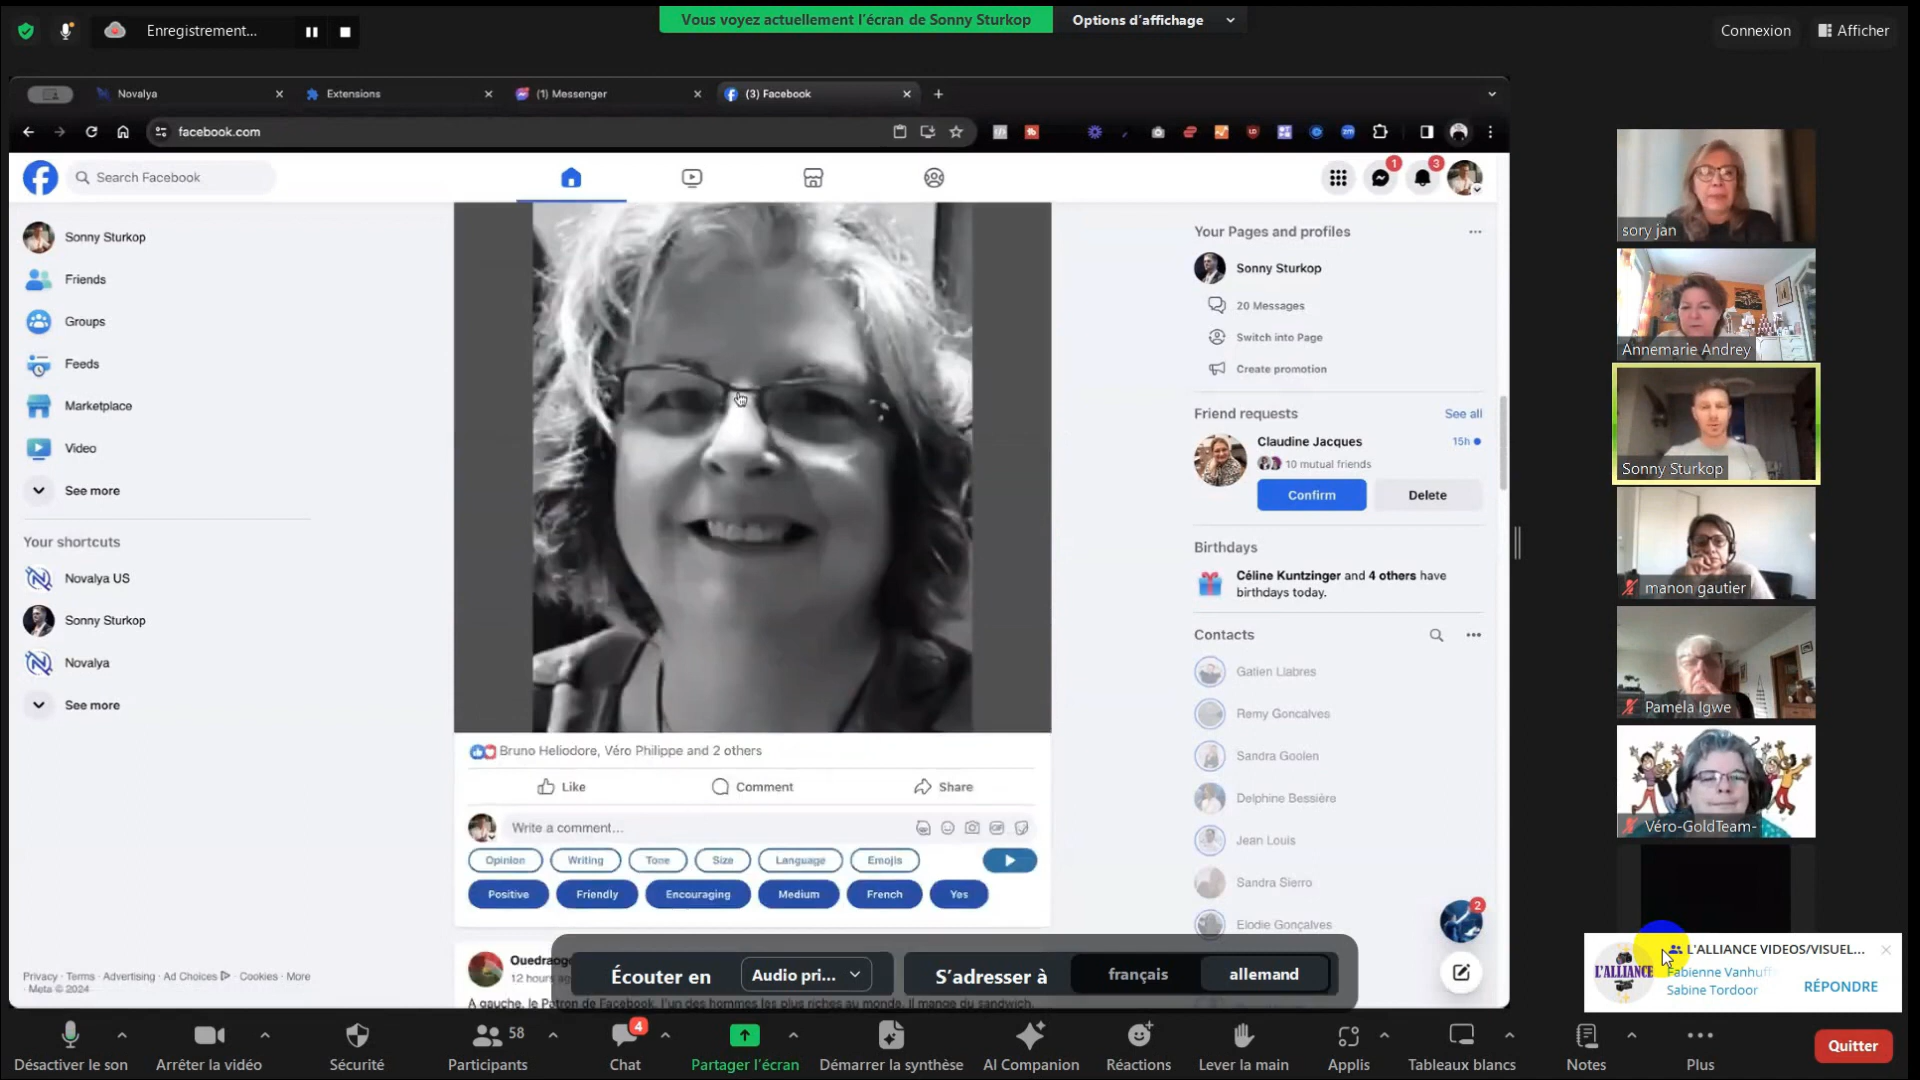 Enregistrement...
Vous voyez actuellement l'écran de Sonny Sturkop
Options d'affichage
Connexion
Afficher
Novalya
Extensions
(1) Messenger
(3) Facebook
facebook.com
Search Facebook
1
3
Sonny Sturkop
Friends
Groups
Feeds
Marketplace
Video
See more
Your shortcuts
Novalya US
Sonny Sturkop
Novalya
See more
Privacy · Terms · Advertising · Ad Choices · Cookies · More
· Meta © 2024
Bruno Heliodore, Véro Philippe and 2 others
Like
Comment
Share
Write a comment...
Opinion
Writing
Tone
Size
Language
Emojis
Positive
Friendly
Encouraging
Medium
French
Yes
Ouedraog
12 hours ag
A gauche, le Patron de Facebook, l'un des hommes les plus riches au monde. Il mange du sandwich.
Your Pages and profiles
Sonny Sturkop
20 Messages
Switch into Page
Create promotion
Friend requests
See all
Claudine Jacques
15h
10 mutual friends
Confirm
Delete
Birthdays
Céline Kuntzinger and 4 others have
birthdays today.
Contacts
Gatien Llabres
Remy Goncalves
Sandra Goolen
Delphine Bessière
Jean Louis
Sandra Sierro
Elodie Gonçalves
2
sory jan
Annemarie Andrey
Sonny Sturkop
manon gautier
Pamela Igwe
Véro-GoldTeam-
L'ALLIANCE
L'ALLIANCE VIDEOS/VISUEL...
Fabienne Vanhuff
Sabine Tordoor
RÉPONDRE
Écouter en
Audio pri...
S'adresser à
français
allemand
Désactiver le son
Arrêter la vidéo
Sécurité
Participants
58
Chat
4
Partager l'écran
Démarrer la synthèse
AI Companion
Réactions
Lever la main
Applis
Tableaux blancs
Notes
Plus
Quitter